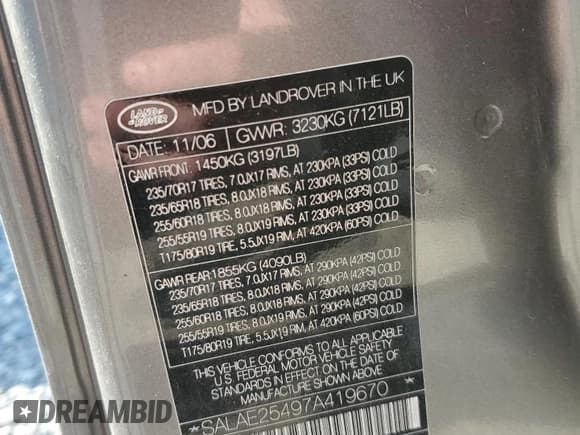 LAND
ROVER
MFD BY LANDROVER IN THE UK
DATE: 11/06 GVWR: 3230KG (7121LB)
GAWR FRONT: 1450KG (3197LB)
235/70R17 TIRES, 7.0JX17 RIMS, AT 230KPA (33PSI) COLD
235/65R18 TIRES, 8.0JX18 RIMS, AT 230KPA (33PSI) COLD
255/60R18 TIRES, 8.0JX18 RIMS, AT 230KPA (33PSI) COLD
255/55R19 TIRES, 8.0JX19 RIMS, AT 230KPA (33PSI) COLD
T175/80R19 TIRE, 5.5JX19 RIM, AT 420KPA (60PSI) COLD
GAWR REAR: 1855KG (4090LB)
235/70R17 TIRES, 7.0JX17 RIMS, AT 290KPA (42PSI) COLD
235/65R18 TIRES, 8.0JX18 RIMS, AT 290KPA (42PSI) COLD
255/60R18 TIRES, 8.0JX18 RIMS, AT 290KPA (42PSI) COLD
255/55R19 TIRES, 8.0JX19 RIMS, AT 290KPA (42PSI) COLD
T175/80R19 TIRE, 5.5JX19 RIM, AT 420KPA (60PSI) COLD
THIS VEHICLE CONFORMS TO ALL APPLICABLE
U.S. FEDERAL MOTOR VEHICLE SAFETY
STANDARDS IN EFFECT ON THE DATE OF
MANUFACTURE SHOWN ABOVE
*SALAE25497A419670*
DREAMBID